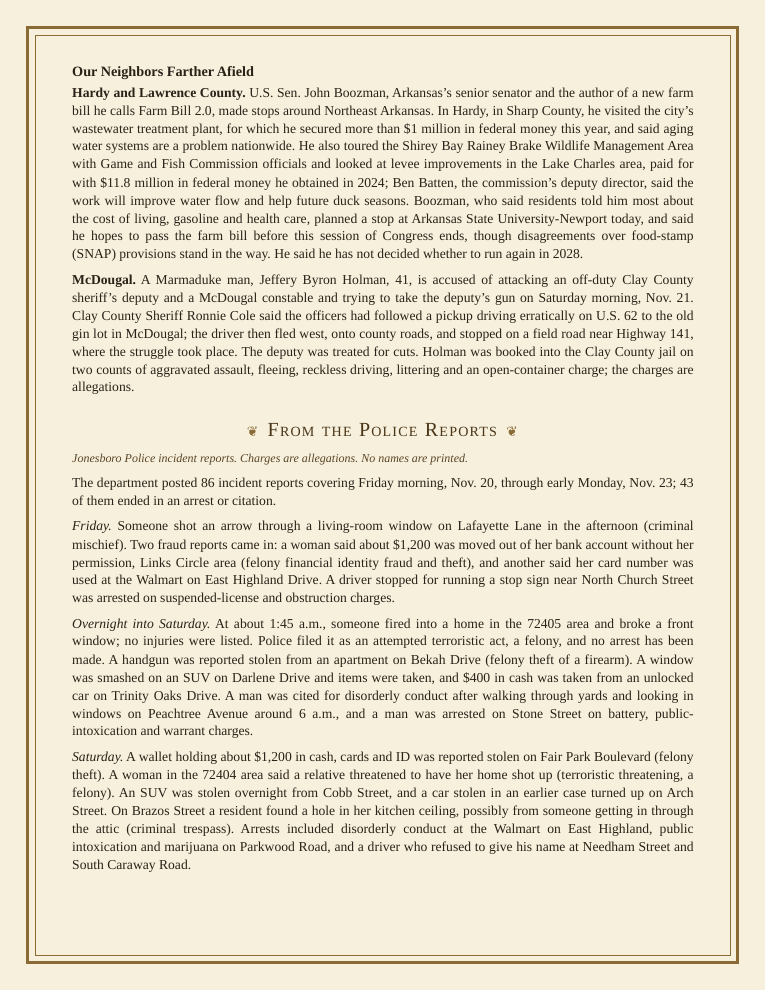 Our Neighbors Farther Afield
Hardy and Lawrence County. U.S. Sen. John Boozman, Arkansas’s senior senator and the author of a new farm
bill he calls Farm Bill 2.0, made stops around Northeast Arkansas. In Hardy, in Sharp County, he visited the city’s
wastewater treatment plant, for which he secured more than $1 million in federal money this year, and said aging
water systems are a problem nationwide. He also toured the Shirey Bay Rainey Brake Wildlife Management Area
with Game and Fish Commission officials and looked at levee improvements in the Lake Charles area, paid for
with $11.8 million in federal money he obtained in 2024; Ben Batten, the commission’s deputy director, said the
work will improve water flow and help future duck seasons. Boozman, who said residents told him most about
the cost of living, gasoline and health care, planned a stop at Arkansas State University-Newport today, and said
he hopes to pass the farm bill before this session of Congress ends, though disagreements over food-stamp
(SNAP) provisions stand in the way. He said he has not decided whether to run again in 2028.
McDougal. A Marmaduke man, Jeffery Byron Holman, 41, is accused of attacking an off-duty Clay County
sheriff’s deputy and a McDougal constable and trying to take the deputy’s gun on Saturday morning, Nov. 21.
Clay County Sheriff Ronnie Cole said the officers had followed a pickup driving erratically on U.S. 62 to the old
gin lot in McDougal; the driver then fled west, onto county roads, and stopped on a field road near Highway 141,
where the struggle took place. The deputy was treated for cuts. Holman was booked into the Clay County jail on
two counts of aggravated assault, fleeing, reckless driving, littering and an open-container charge; the charges are
allegations.
❦ From the Police Reports ❦
Jonesboro Police incident reports. Charges are allegations. No names are printed.
The department posted 86 incident reports covering Friday morning, Nov. 20, through early Monday, Nov. 23; 43
of them ended in an arrest or citation.
Friday. Someone shot an arrow through a living-room window on Lafayette Lane in the afternoon (criminal
mischief). Two fraud reports came in: a woman said about $1,200 was moved out of her bank account without her
permission, Links Circle area (felony financial identity fraud and theft), and another said her card number was
used at the Walmart on East Highland Drive. A driver stopped for running a stop sign near North Church Street
was arrested on suspended-license and obstruction charges.
Overnight into Saturday. At about 1:45 a.m., someone fired into a home in the 72405 area and broke a front
window; no injuries were listed. Police filed it as an attempted terroristic act, a felony, and no arrest has been
made. A handgun was reported stolen from an apartment on Bekah Drive (felony theft of a firearm). A window
was smashed on an SUV on Darlene Drive and items were taken, and $400 in cash was taken from an unlocked
car on Trinity Oaks Drive. A man was cited for disorderly conduct after walking through yards and looking in
windows on Peachtree Avenue around 6 a.m., and a man was arrested on Stone Street on battery, public-
intoxication and warrant charges.
Saturday. A wallet holding about $1,200 in cash, cards and ID was reported stolen on Fair Park Boulevard (felony
theft). A woman in the 72404 area said a relative threatened to have her home shot up (terroristic threatening, a
felony). An SUV was stolen overnight from Cobb Street, and a car stolen in an earlier case turned up on Arch
Street. On Brazos Street a resident found a hole in her kitchen ceiling, possibly from someone getting in through
the attic (criminal trespass). Arrests included disorderly conduct at the Walmart on East Highland, public
intoxication and marijuana on Parkwood Road, and a driver who refused to give his name at Needham Street and
South Caraway Road.